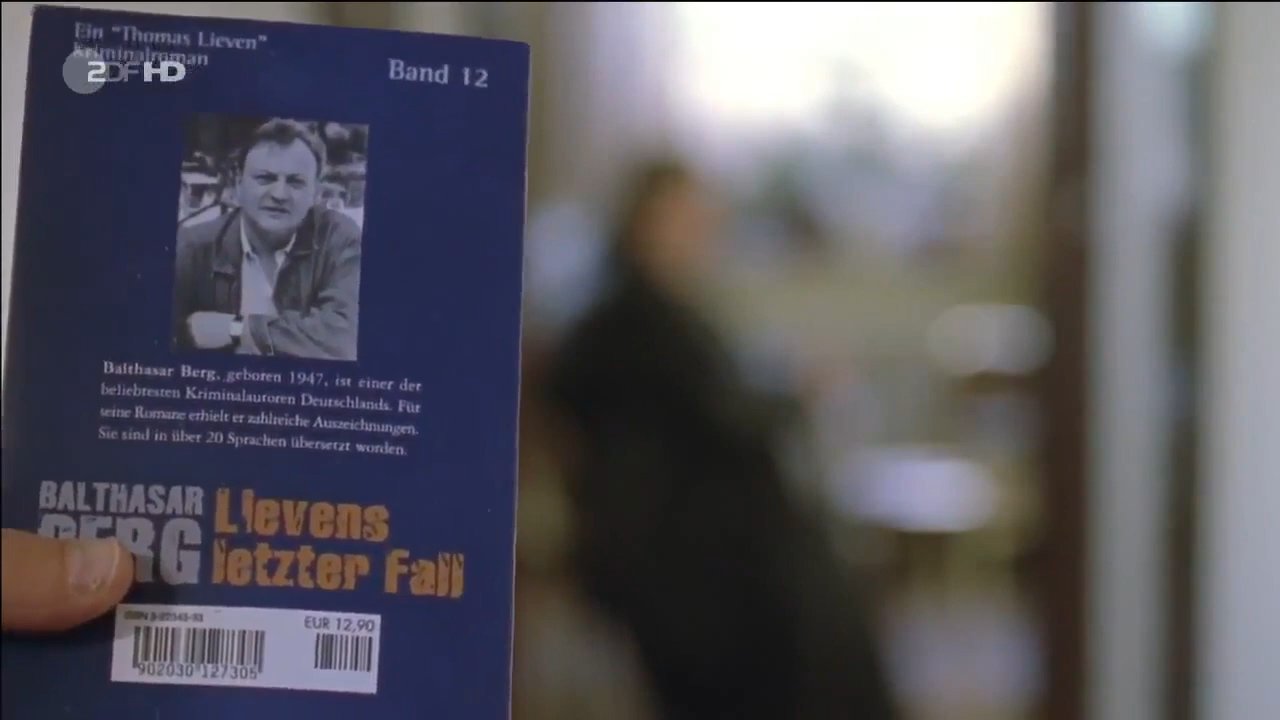 Ein "Thomas Lieven"
Kriminalroman
ZDF HD
Band 12
Balthasar Berg, geboren 1947, ist einer der
beliebtesten Kriminalautoren Deutschlands. Für
seine Romane erhielt er zahlreiche Auszeichnungen.
Sie sind in über 20 Sprachen übersetzt worden.
BALTHASAR
BERG
Lievens
letzter Fall
EUR 12,90
902030 127305